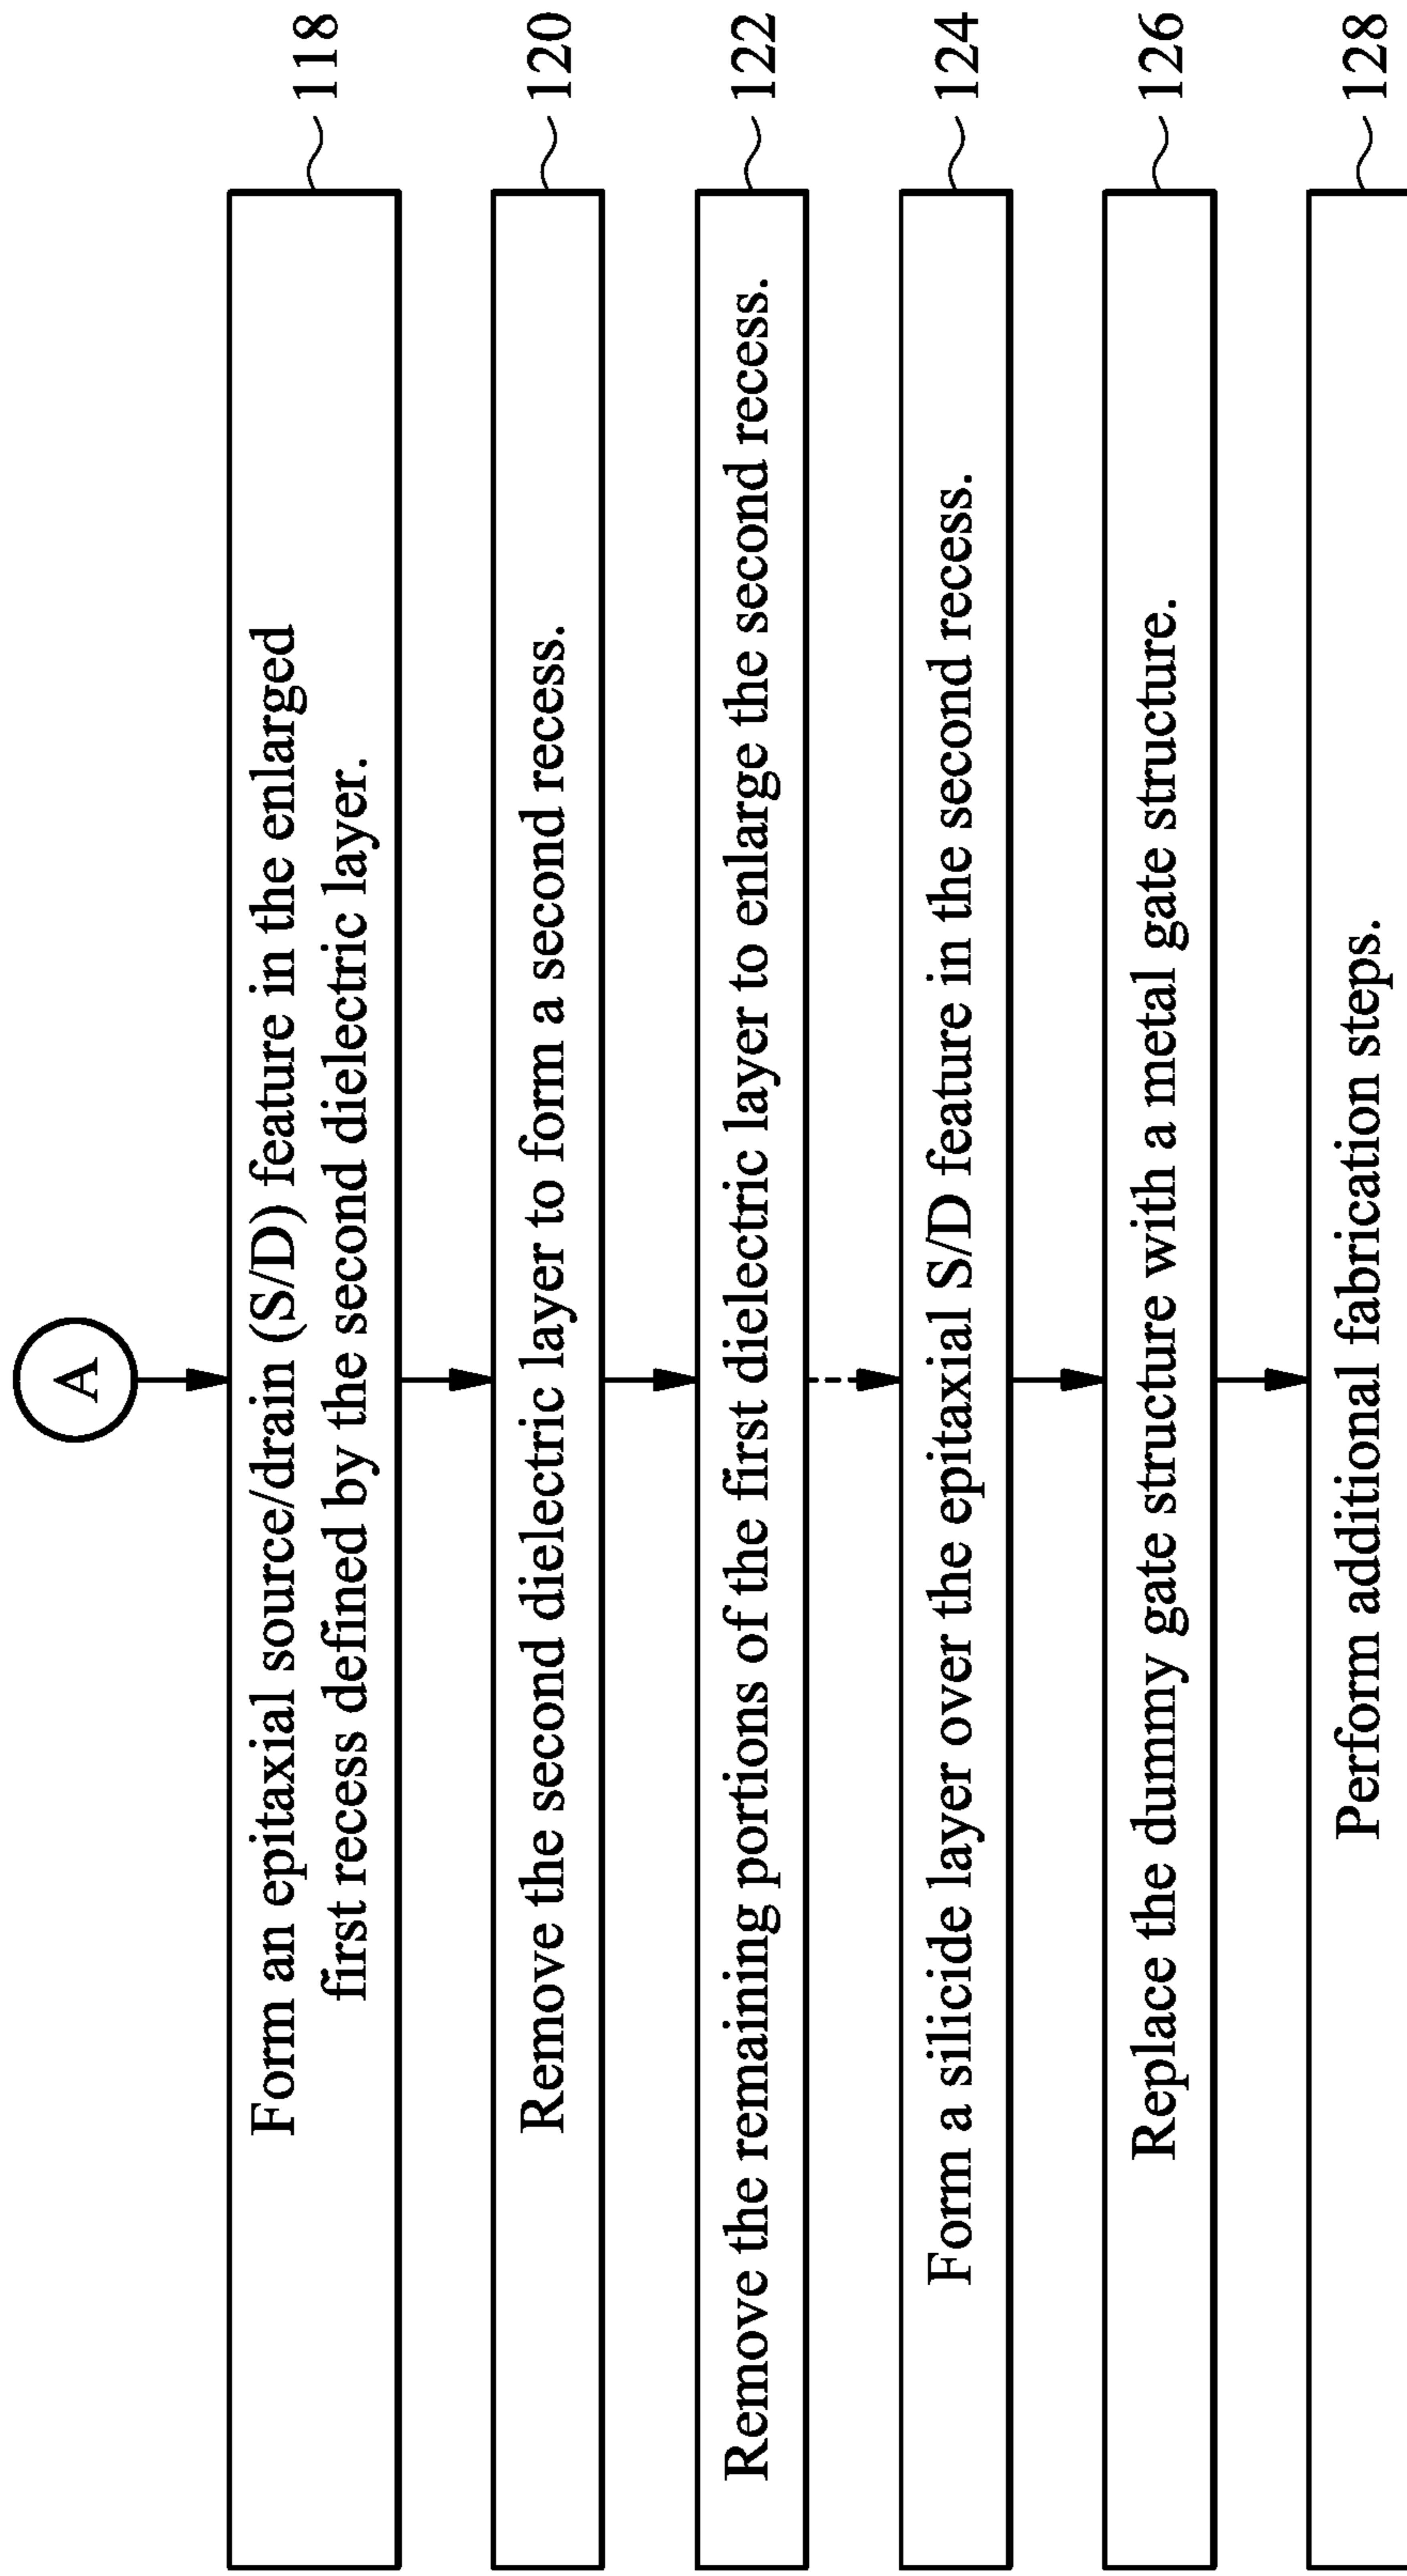 A
Form an epitaxial source/drain (S/D) feature in the enlarged
first recess defined by the second dielectric layer.
118
Remove the second dielectric layer to form a second recess.
120
Remove the remaining portions of the first dielectric layer to enlarge the second recess.
122
Form a silicide layer over the epitaxial S/D feature in the second recess.
124
Replace the dummy gate structure with a metal gate structure.
126
Perform additional fabrication steps.
128